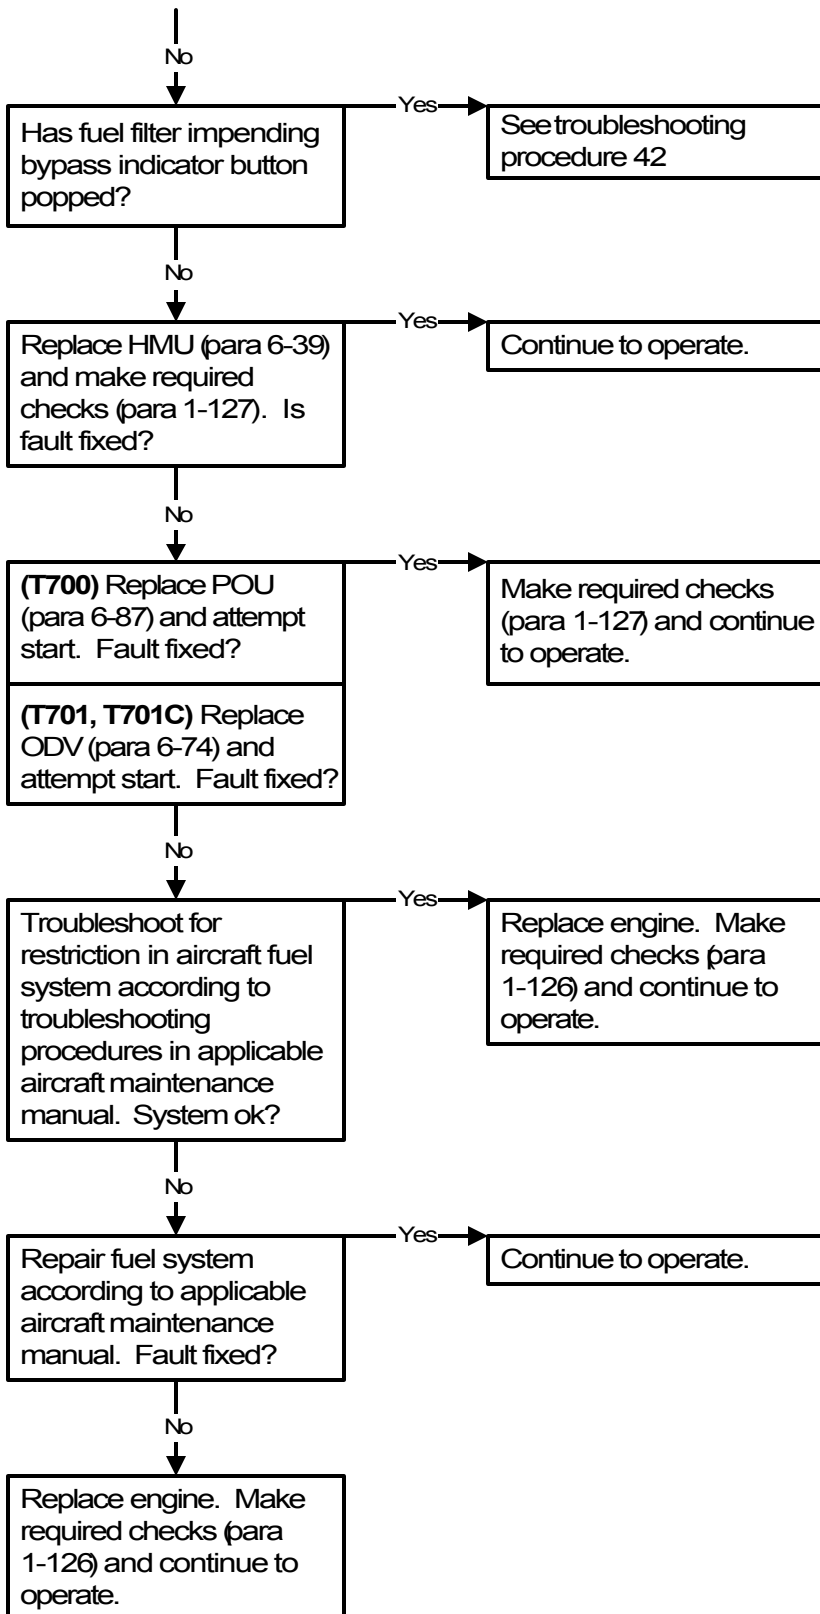 No
Has fuel filter impending
bypass indicator button
popped?
Yes
See troubleshooting
procedure 42
No
Replace HMU (para 6-39)
and make required
checks (para 1-127). Is
fault fixed?
Yes
Continue to operate.
No
(T700) Replace POU
(para 6-87) and attempt
start. Fault fixed?
Yes
Make required checks
(para 1-127) and continue
to operate.
(T701, T701C) Replace
ODV (para 6-74) and
attempt start. Fault fixed?
No
Troubleshoot for
restriction in aircraft fuel
system according to
troubleshooting
procedures in applicable
aircraft maintenance
manual. System ok?
Yes
Replace engine. Make
required checks (para
1-126) and continue to
operate.
No
Repair fuel system
according to applicable
aircraft maintenance
manual. Fault fixed?
Yes
Continue to operate.
No
Replace engine. Make
required checks (para
1-126) and continue to
operate.